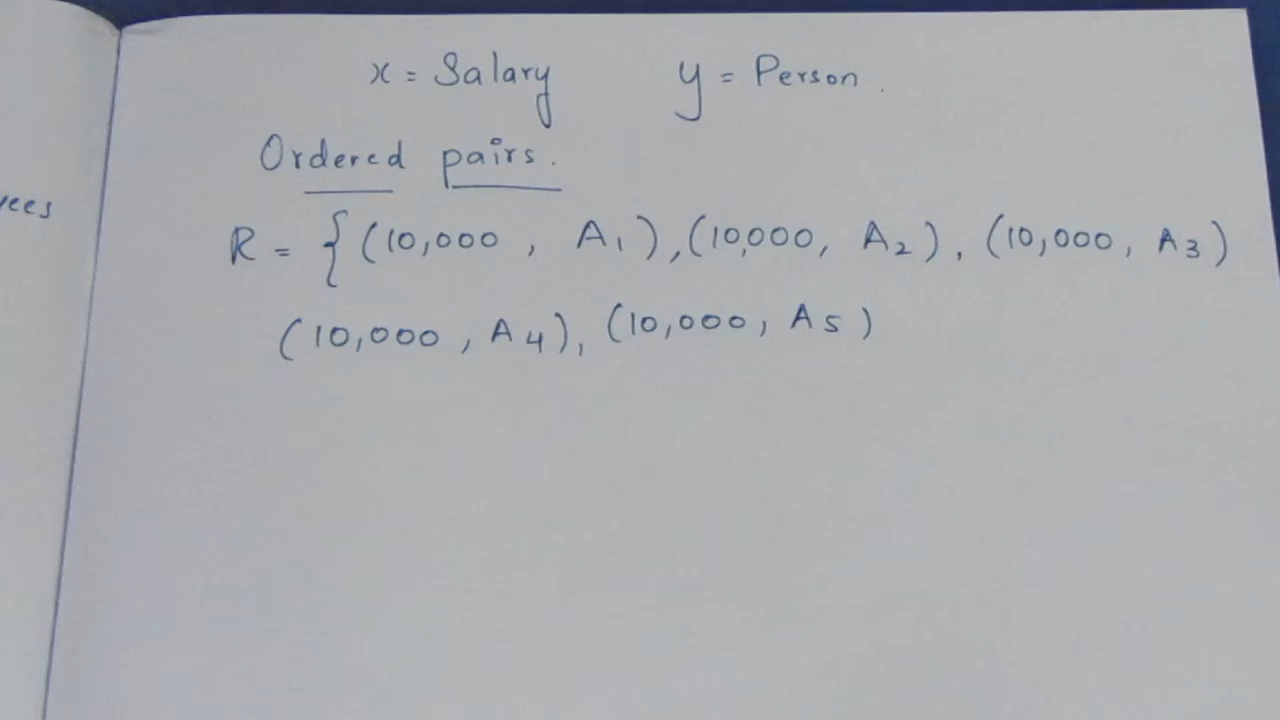 x = Salary y = Person.
Ordered pairs.
R = {(10,000, A1), (10,000, A2), (10,000, A3)
(10,000, A4), (10,000, A5)